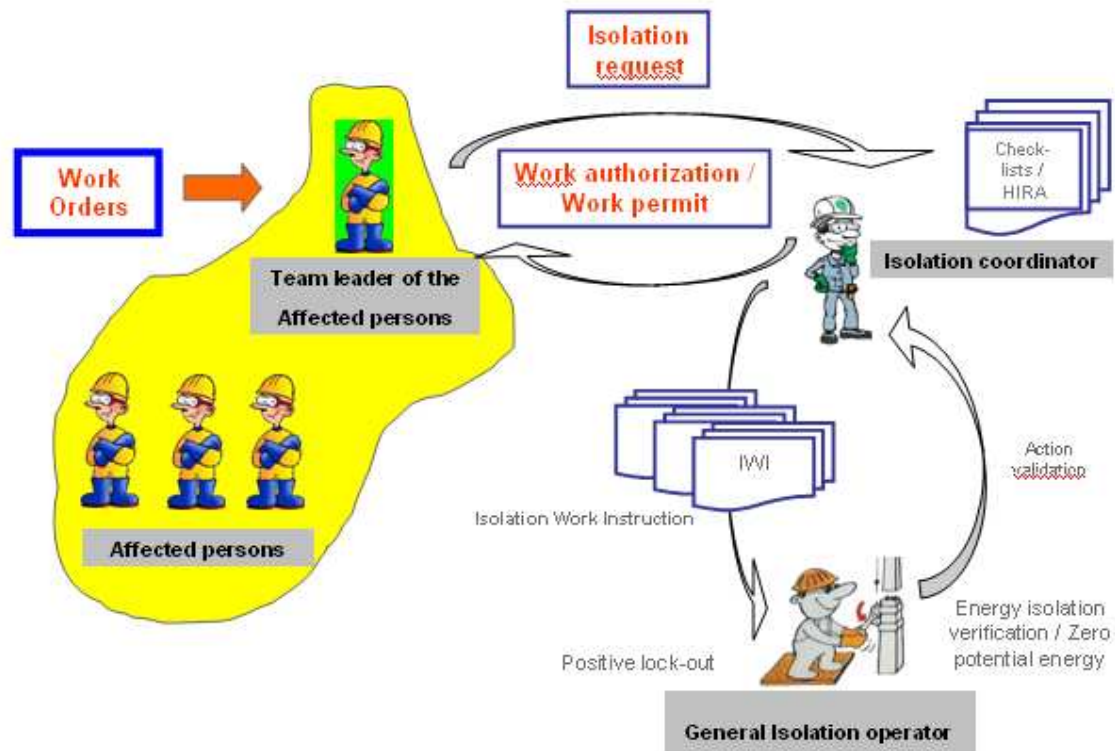 Isolation
request
Work
Orders
Work authorization /
Work permit
Check-
lists /
HIRA
Team leader of the
Affected persons
Isolation coordinator
IWI
Action
validation
Isolation Work Instruction
Affected persons
Positive lock-out
Energy isolation
verification / Zero
potential energy
General Isolation operator